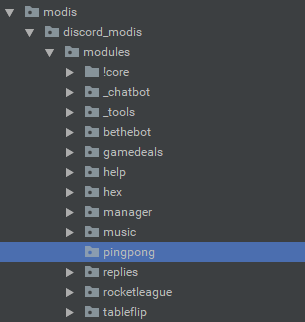 modis
discord_modis
modules
!core
_chatbot
_tools
bethebot
gamedeals
help
hex
manager
music
pingpong
replies
rocketleague
tableflip